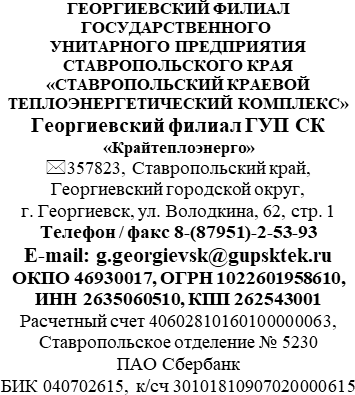 ГЕОРГИЕВСКИЙ ФИЛИАЛ
ГОСУДАРСТВЕННОГО
УНИТАРНОГО ПРЕДПРИЯТИЯ
СТАВРОПОЛЬСКОГО КРАЯ
«СТАВРОПОЛЬСКИЙ КРАЕВОЙ
ТЕПЛОЭНЕРГЕТИЧЕСКИЙ КОМПЛЕКС»
Георгиевский филиал ГУП СК
«Крайтеплоэнерго»
🖂357823, Ставропольский край,
Георгиевский городской округ,
г. Георгиевск, ул. Володкина, 62, стр. 1
Телефон / факс 8-(87951)-2-53-93
E-mail: g.georgievsk@gupsktek.ru
ОКПО 46930017, ОГРН 1022601958610,
ИНН 2635060510, КПП 262543001
Расчетный счет 40602810160100000063,
Ставропольское отделение № 5230
ПАО Сбербанк
БИК 040702615, к/сч 30101810907020000615